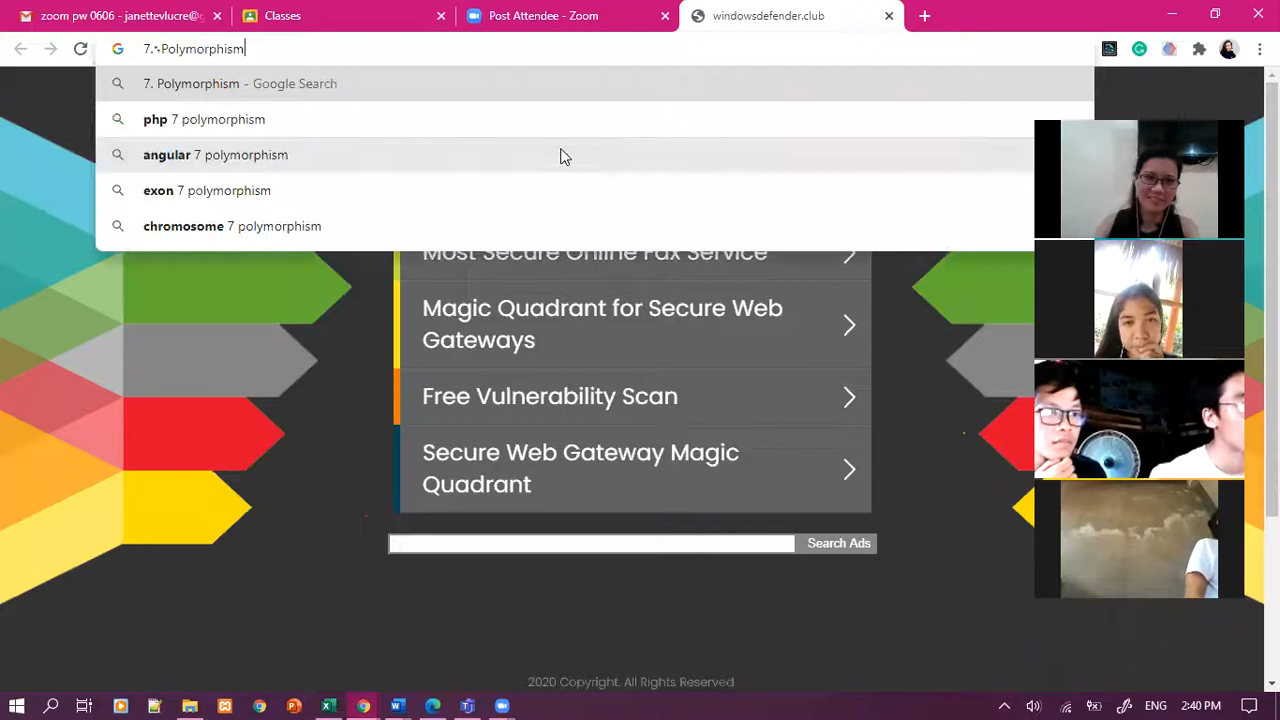 zoom pw 0606 - janettevlucre@g
Classes
Post Attendee - Zoom
windowsdefender.club
7. Polymorphism
7. Polymorphism - Google Search
php 7 polymorphism
angular 7 polymorphism
exon 7 polymorphism
chromosome 7 polymorphism
Most Secure Online Fax Service
Magic Quadrant for Secure Web
Gateways
Free Vulnerability Scan
Secure Web Gateway Magic
Quadrant
Search Ads
2020 Copyright. All Rights Reserved
ENG
2:40 PM